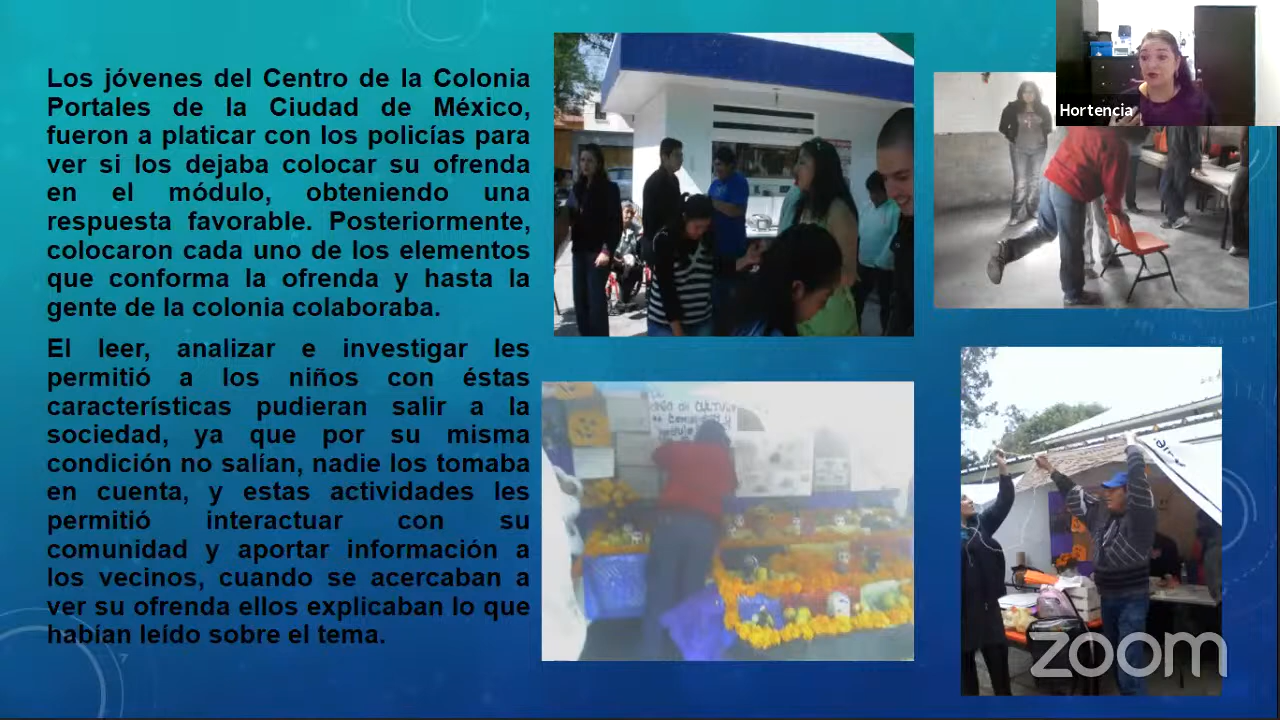 Los jóvenes del Centro de la Colonia
Portales de la Ciudad de México,
fueron a platicar con los policías para
ver si los dejaba colocar su ofrenda
en el módulo, obteniendo una
respuesta favorable. Posteriormente,
colocaron cada uno de los elementos
que conforma la ofrenda y hasta la
gente de la colonia colaboraba.
El leer, analizar e investigar les
permitió a los niños con éstas
características pudieran salir a la
sociedad, ya que por su misma
condición no salían, nadie los tomaba
en cuenta, y estas actividades les
permitió interactuar con su
comunidad y aportar información a
los vecinos, cuando se acercaban a
ver su ofrenda ellos explicaban lo que
habían leído sobre el tema.
Hortencia
zoom